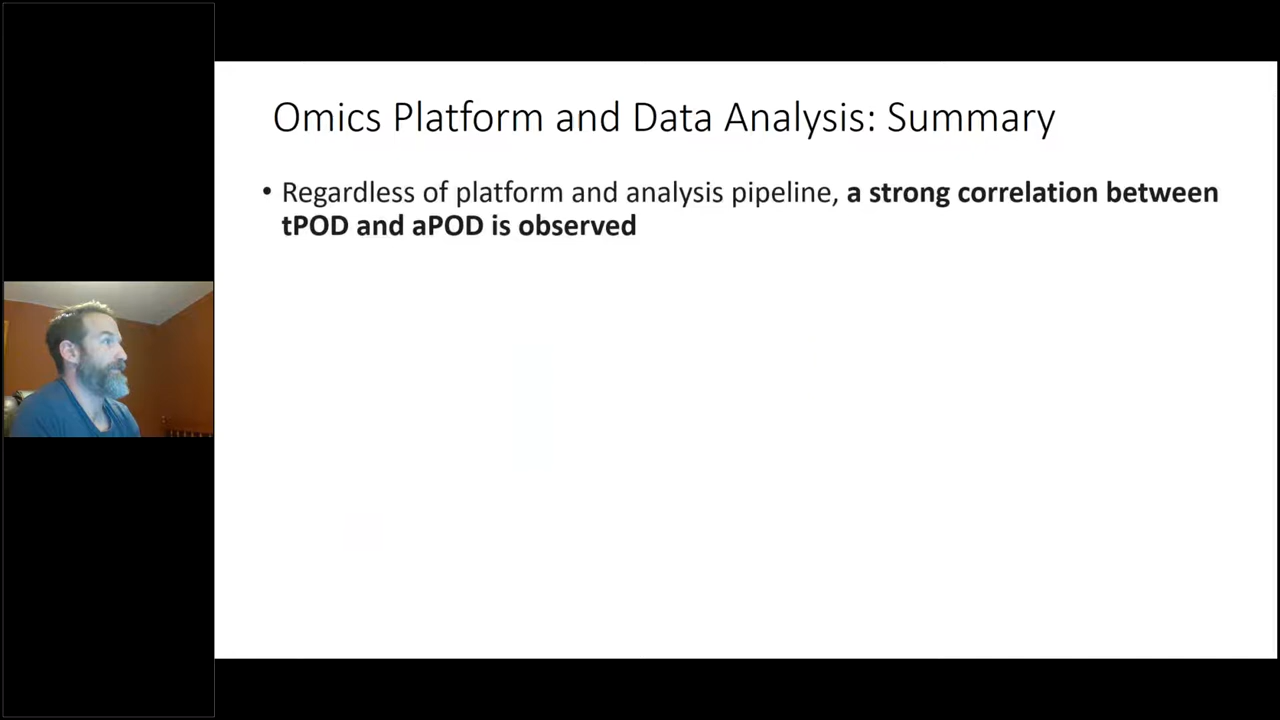 Omics Platform and Data Analysis: Summary
• Regardless of platform and analysis pipeline, a strong correlation between
tPOD and aPOD is observed